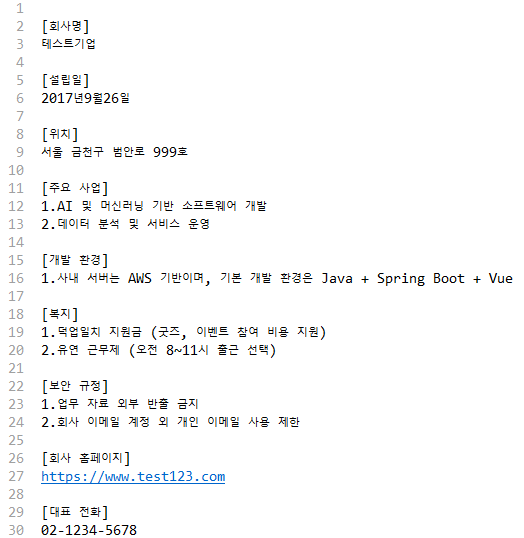 1
2 [회사명]
3 테스트기업
4
5 [설립일]
6 2017년9월26일
7
8 [위치]
9 서울 금천구 범안로 999호
10
11 [주요 사업]
12 1.AI 및 머신러닝 기반 소프트웨어 개발
13 2.데이터 분석 및 서비스 운영
14
15 [개발 환경]
16 1.사내 서버는 AWS 기반이며, 기본 개발 환경은 Java + Spring Boot + Vue
17
18 [복지]
19 1.덕업일치 지원금 (굿즈, 이벤트 참여 비용 지원)
20 2.유연 근무제 (오전 8~11시 출근 선택)
21
22 [보안 규정]
23 1.업무 자료 외부 반출 금지
24 2.회사 이메일 계정 외 개인 이메일 사용 제한
25
26 [회사 홈페이지]
27 https://www.test123.com
28
29 [대표 전화]
30 02-1234-5678